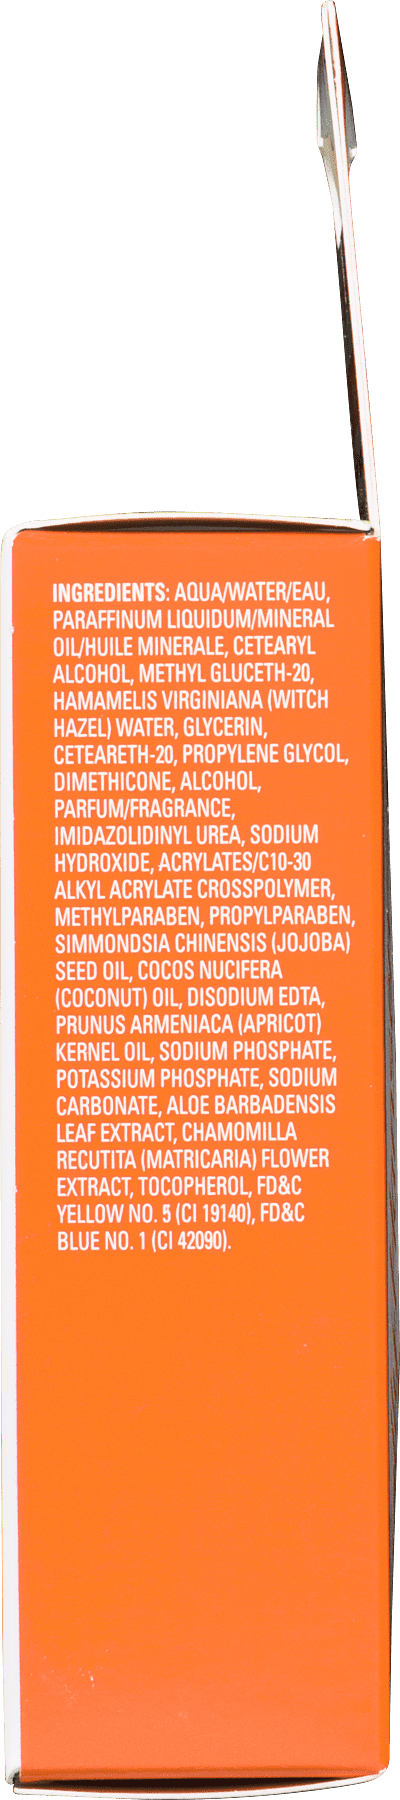 INGREDIENTS: AQUA/WATER/EAU,
PARAFFINUM LIQUIDUM/MINERAL
OIL/HUILE MINERALE, CETEARYL
ALCOHOL, METHYL GLUCETH-20,
HAMAMELIS VIRGINIANA (WITCH
HAZEL) WATER, GLYCERIN,
CETEARETH-20, PROPYLENE GLYCOL,
DIMETHICONE, ALCOHOL,
PARFUM/FRAGRANCE,
IMIDAZOLIDINYL UREA, SODIUM
HYDROXIDE, ACRYLATES/C10-30
ALKYL ACRYLATE CROSSPOLYMER,
METHYLPARABEN, PROPYLPARABEN,
SIMMONDSIA CHINENSIS (JOJOBA)
SEED OIL, COCOS NUCIFERA
(COCONUT) OIL, DISODIUM EDTA,
PRUNUS ARMENIACA (APRICOT)
KERNEL OIL, SODIUM PHOSPHATE,
POTASSIUM PHOSPHATE, SODIUM
CARBONATE, ALOE BARBADENSIS
LEAF EXTRACT, CHAMOMILLA
RECUTITA (MATRICARIA) FLOWER
EXTRACT, TOCOPHEROL, FD&C
YELLOW NO. 5 (CI 19140), FD&C
BLUE NO. 1 (CI 42090).